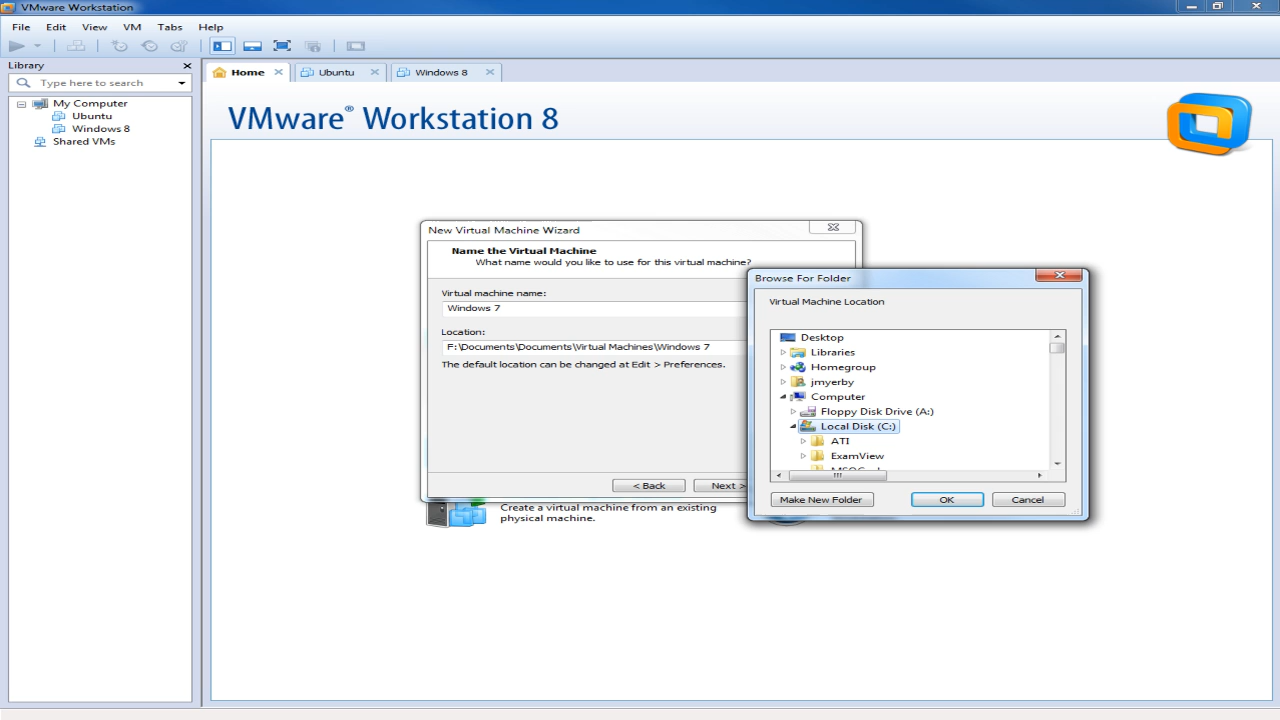 VMware Workstation
File Edit View VM Tabs Help
Library
Type here to search
My Computer
Ubuntu
Windows 8
Shared VMs
Home
Ubuntu
Windows 8
VMware® Workstation 8
New Virtual Machine Wizard
Name the Virtual Machine
What name would you like to use for this virtual machine?
Virtual machine name:
Windows 7
Location:
F:\Documents\Documents\Virtual Machines\Windows 7
The default location can be changed at Edit > Preferences.
< Back
Next >
Create a virtual machine from an existing
physical machine.
Browse For Folder
Virtual Machine Location
Desktop
Libraries
Homegroup
jmyerby
Computer
Floppy Disk Drive (A:)
Local Disk (C:)
ATI
ExamView
Make New Folder
OK
Cancel